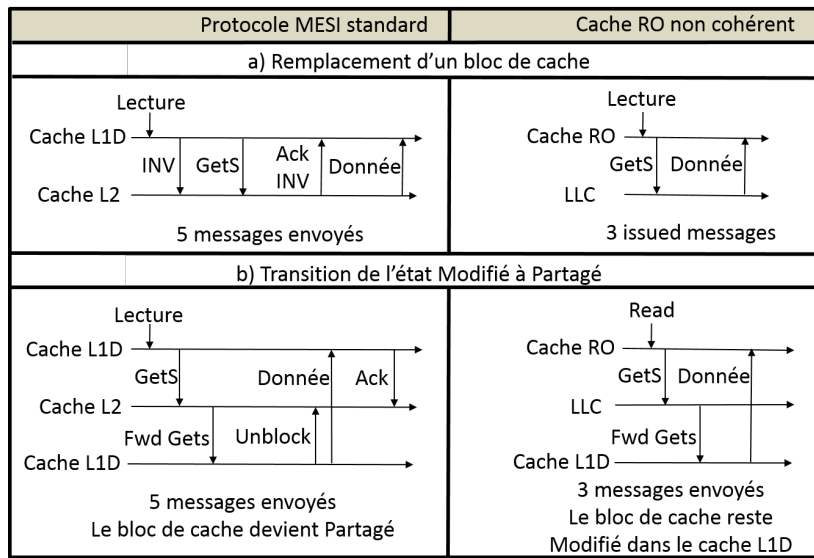 Protocole MESI standard
Cache RO non cohérent
a) Remplacement d'un bloc de cache
Lecture
Cache L1D
INV
GetS
Ack
INV
Donnée
Cache L2
5 messages envoyés
Lecture
Cache RO
GetS
Donnée
LLC
3 issued messages
b) Transition de l'état Modifié à Partagé
Lecture
Cache L1D
GetS
Donnée
Ack
Cache L2
Fwd Gets
Unblock
Cache L1D
5 messages envoyés
Le bloc de cache devient Partagé
Read
Cache RO
GetS
Donnée
LLC
Fwd Gets
Cache L1D
3 messages envoyés
Le bloc de cache reste
Modifié dans le cache L1D